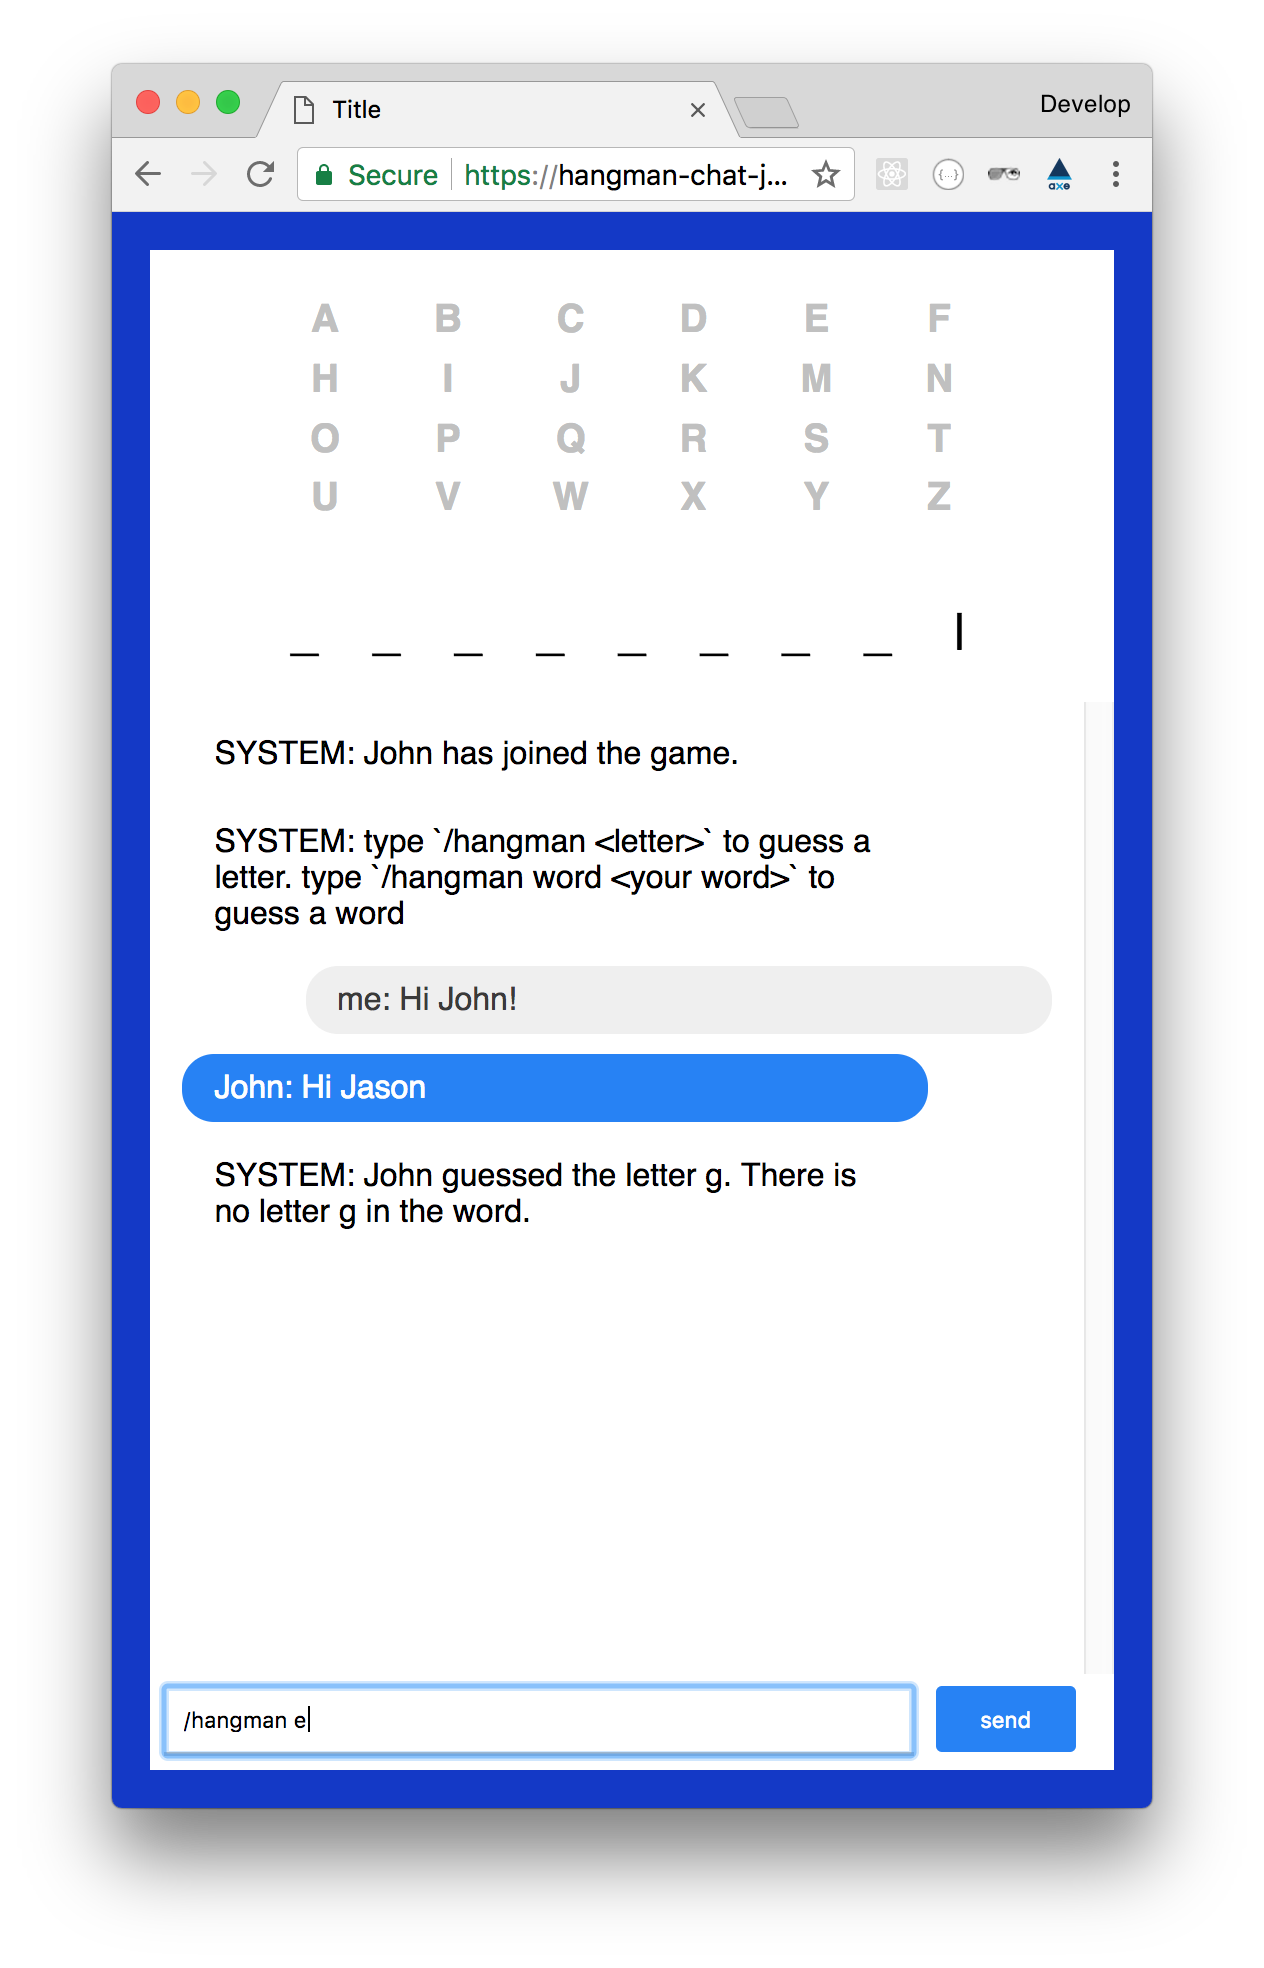 Title
Develop
Secure https://hangman-chat-j...
{...}
axe
A B C D E F
H I J K M N
O P Q R S T
U V W X Y Z
_ _ _ _ _ _ _ _ l
SYSTEM: John has joined the game.
SYSTEM: type `/hangman <letter>` to guess a
letter. type `/hangman word <your word>` to
guess a word
me: Hi John!
John: Hi Jason
SYSTEM: John guessed the letter g. There is
no letter g in the word.
/hangman e
send